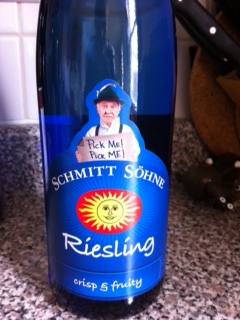 Pick Me!
Pick ME!
SCHMITT SÖHNE
Riesling
crisp & fruity